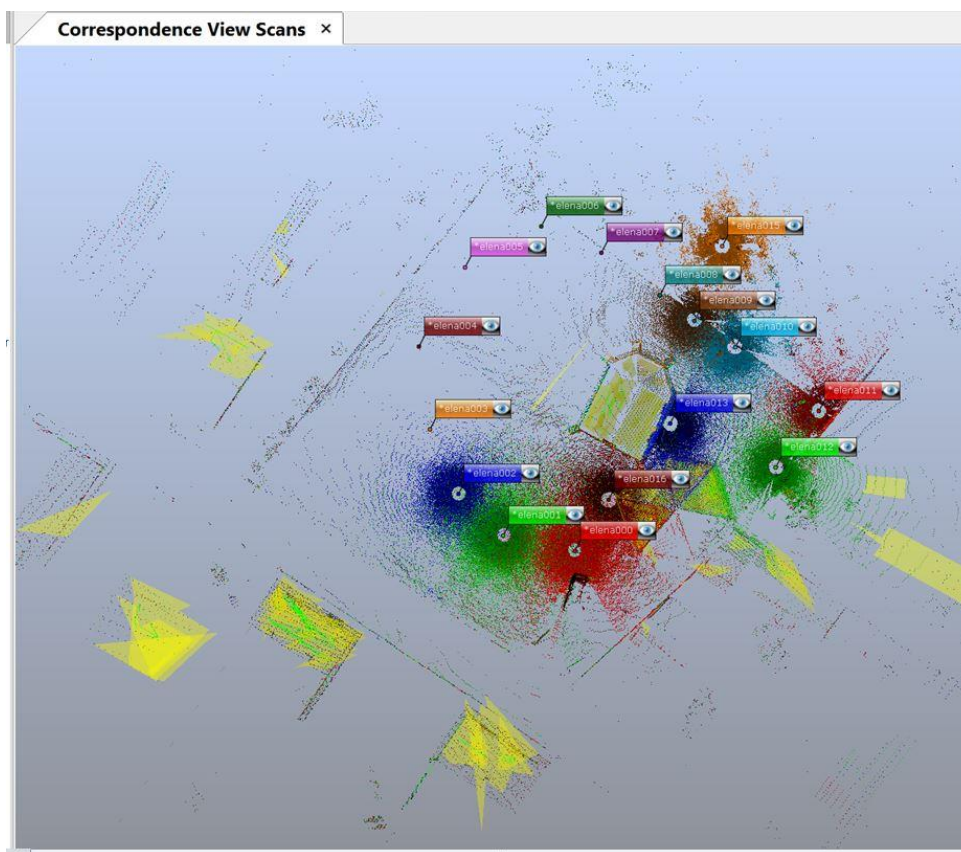 Correspondence View Scans ×
*elena006
*elena015
*elena007
*elena005
*elena008
*elena009
*elena004
*elena010
*elena011
*elena013
*elena003
*elena012
*elena002
*elena016
*elena001
*elena000